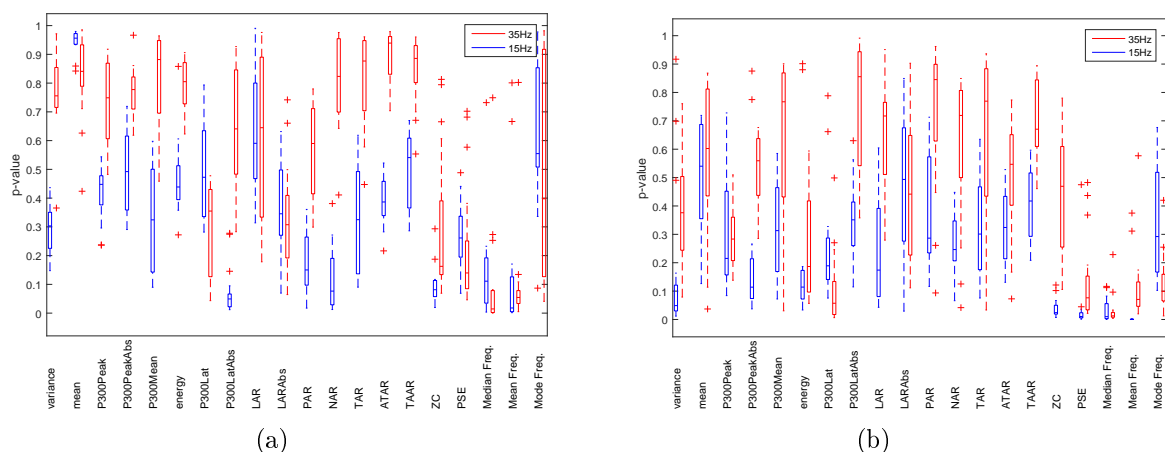 1
0.9
0.8
0.7
0.6
0.5
0.4
0.3
0.2
0.1
0
p-value
35Hz
15Hz
variance
mean
P300Peak
P300PeakAbs
P300Mean
energy
P300Lat
P300LatAbs
LAR
LARAbs
PAR
NAR
TAR
ATAR
TAAR
ZC
PSE
Median Freq.
Mean Freq.
Mode Freq.
(a)
1
0.9
0.8
0.7
0.6
0.5
0.4
0.3
0.2
0.1
0
p-value
35Hz
15Hz
variance
mean
P300Peak
P300PeakAbs
P300Mean
energy
P300Lat
P300LatAbs
LAR
LARAbs
PAR
NAR
TAR
ATAR
TAAR
ZC
PSE
Median Freq.
Mean Freq.
Mode Freq.
(b)